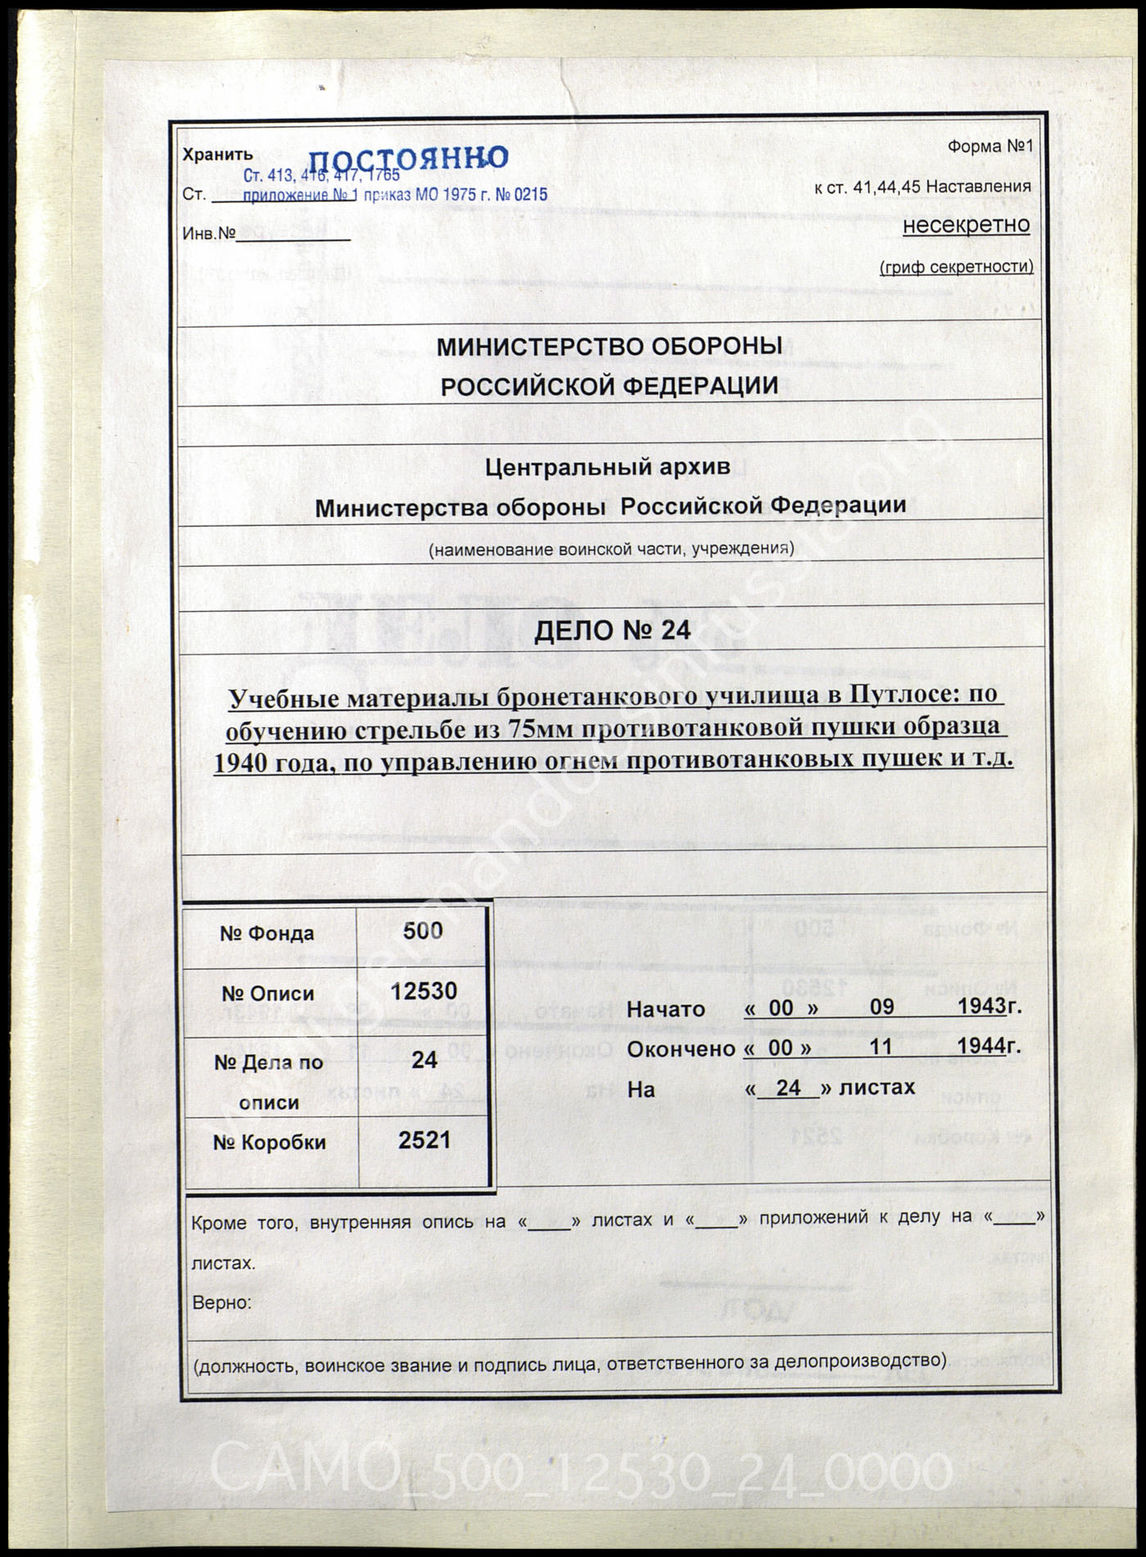 Хранить ПОСТОЯННО
Форма №1
Ст. 413, 416, 417, 1765
Ст. приложение № 1 приказ МО 1975 г. № 0215
к ст. 41,44,45 Наставления
Инв.№
несекретно
(гриф секретности)
МИНИСТЕРСТВО ОБОРОНЫ
РОССИЙСКОЙ ФЕДЕРАЦИИ
Центральный архив
Министерства обороны Российской Федерации
(наименование воинской части, учреждения)
ДЕЛО № 24
Учебные материалы бронетанкового училища в Путлосе: по
обучению стрельбе из 75мм противотанковой пушки образца
1940 года, по управлению огнем противотанковых пушек и т.д.
№ Фонда 500
№ Описи 12530
№ Дела по описи 24
№ Коробки 2521
Начато « 00 » 09 1943г.
Окончено « 00 » 11 1944г.
На « 24 » листах
Кроме того, внутренняя опись на «____» листах и «____» приложений к делу на «____»
листах.
Верно:
(должность, воинское звание и подпись лица, ответственного за делопроизводство)
CAMO_500_12530_24_0000